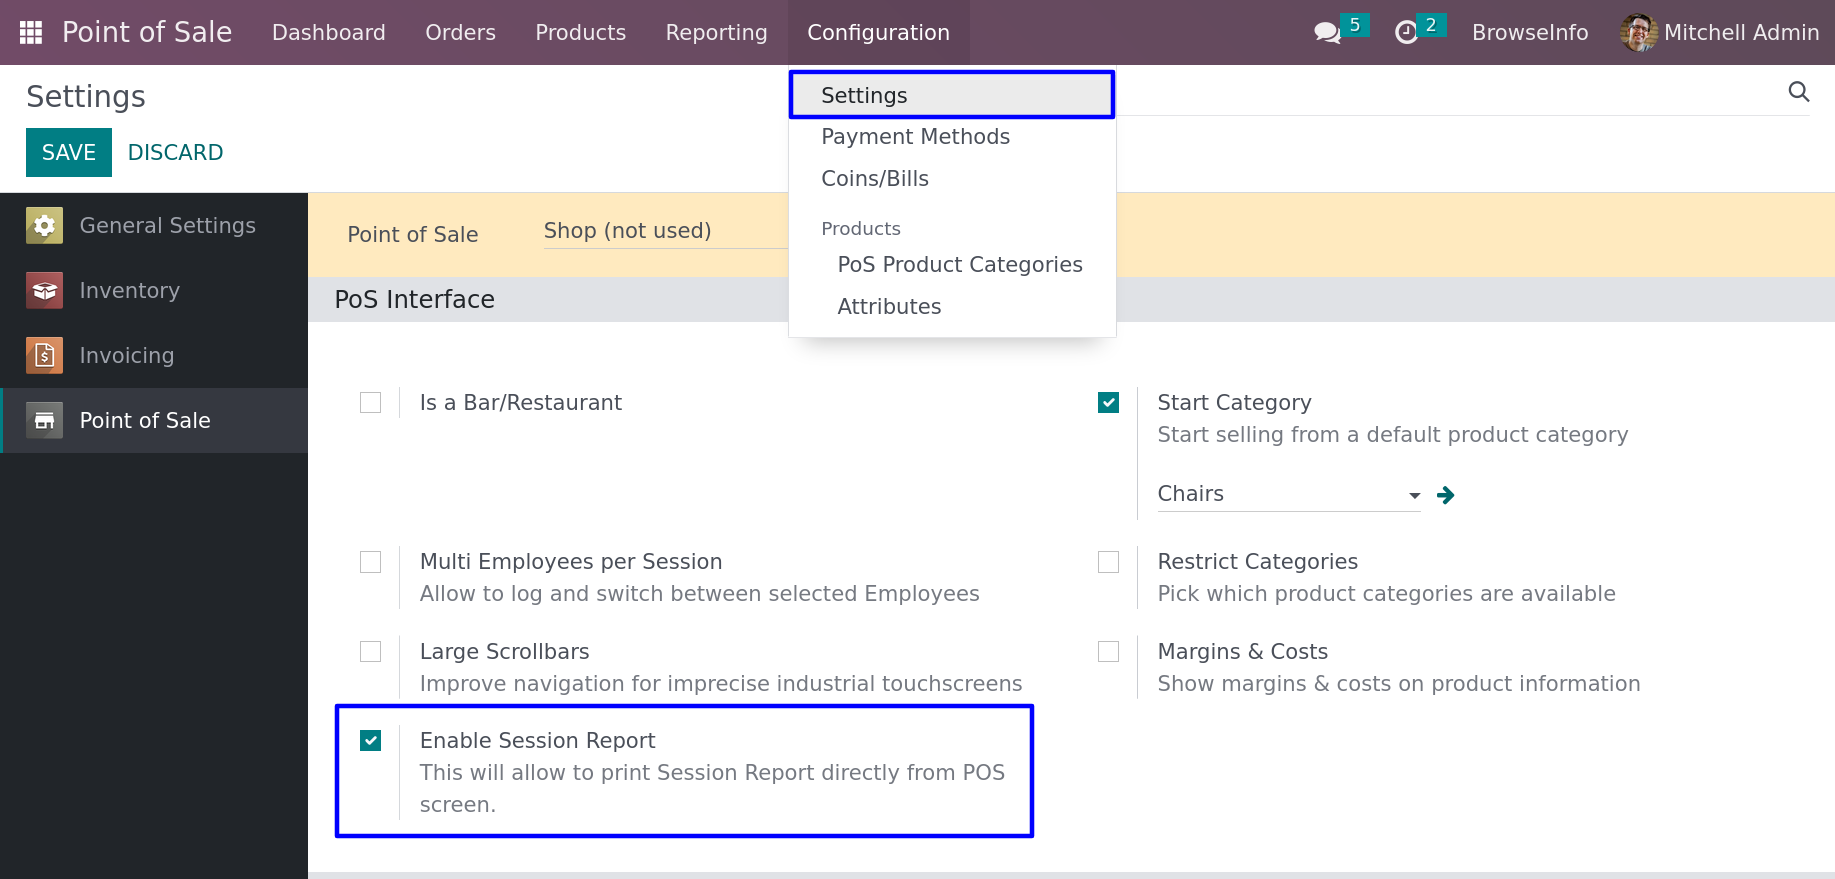 Point of Sale Dashboard Orders Products Reporting Configuration 5 2 BrowseInfo Mitchell Admin
Settings
SAVE DISCARD
Settings
Payment Methods
Coins/Bills
Products
PoS Product Categories
Attributes
General Settings
Inventory
Invoicing
Point of Sale
Point of Sale Shop (not used)
PoS Interface
Is a Bar/Restaurant
Start Category
Start selling from a default product category
Chairs
Multi Employees per Session
Allow to log and switch between selected Employees
Restrict Categories
Pick which product categories are available
Large Scrollbars
Improve navigation for imprecise industrial touchscreens
Margins & Costs
Show margins & costs on product information
Enable Session Report
This will allow to print Session Report directly from POS
screen.